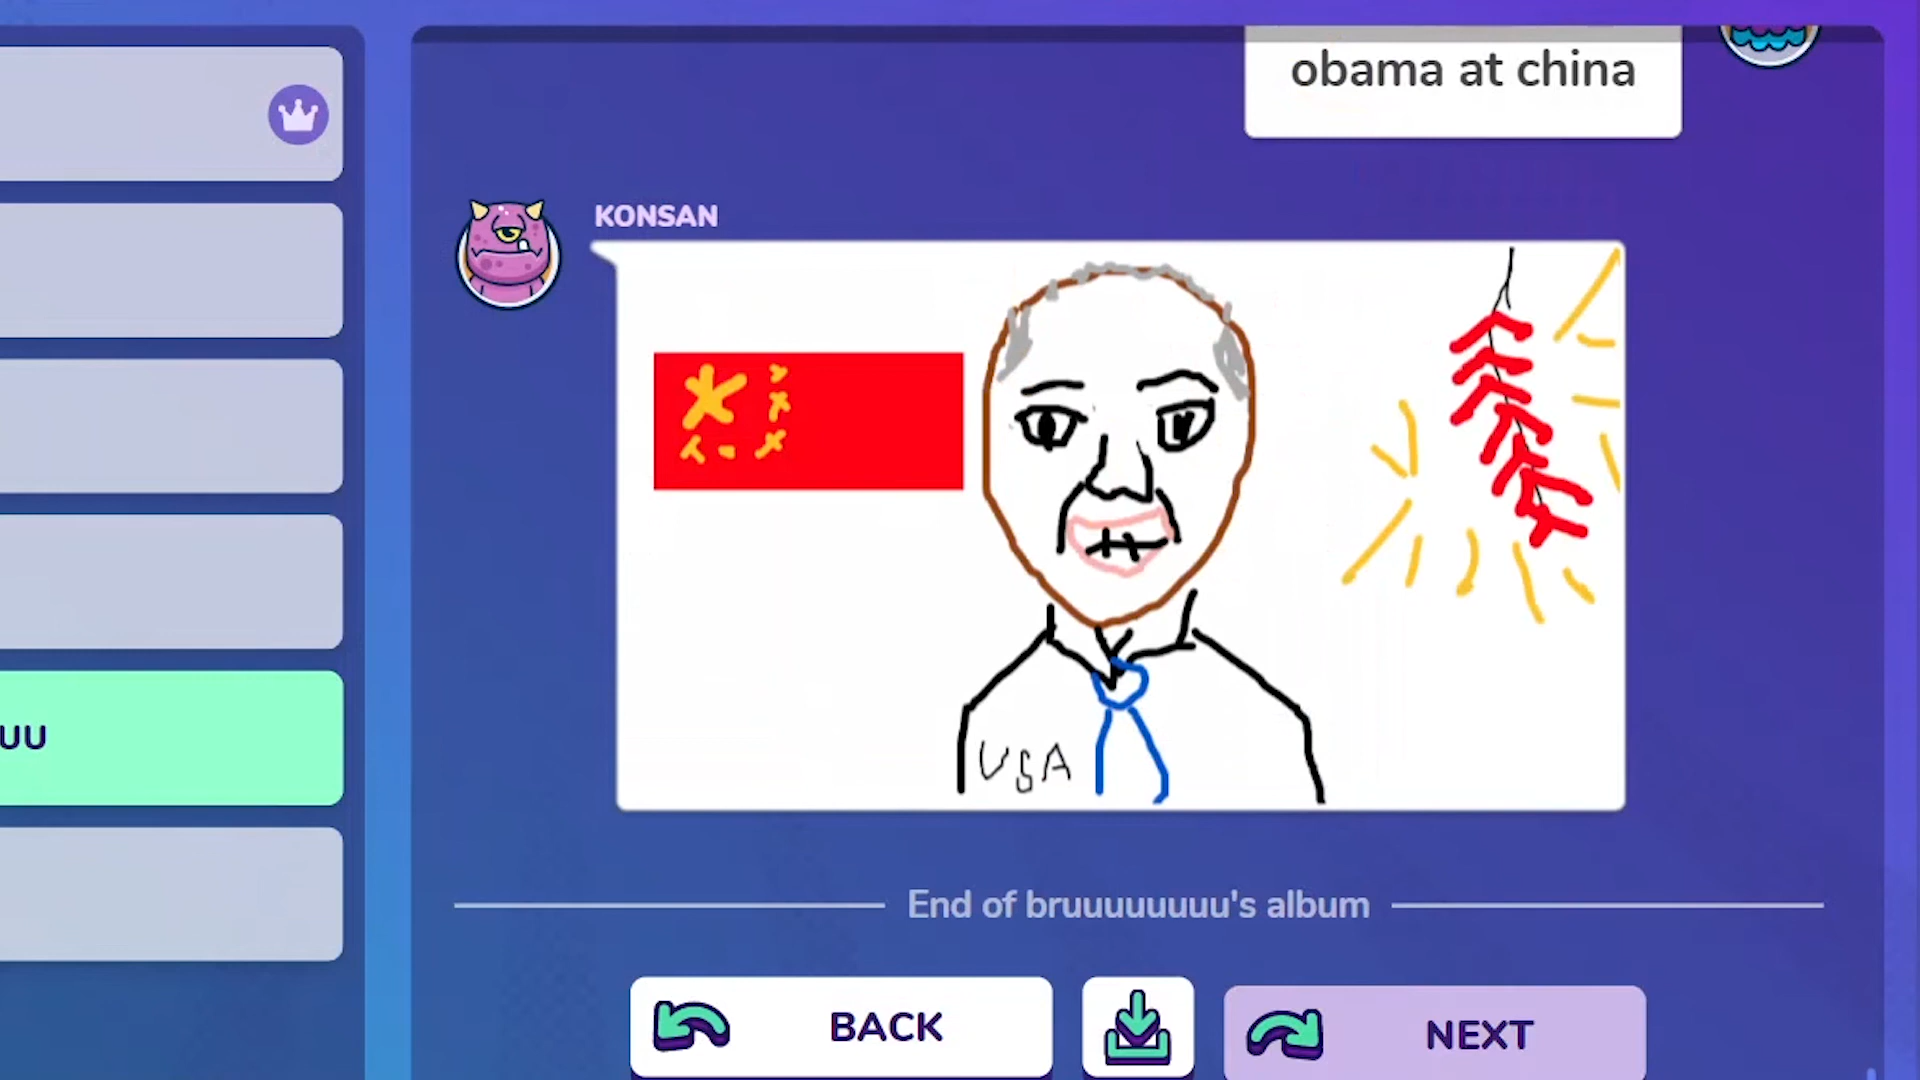 obama at china
KONSAN
USA
UU
End of bruuuuuuuu's album
BACK
NEXT